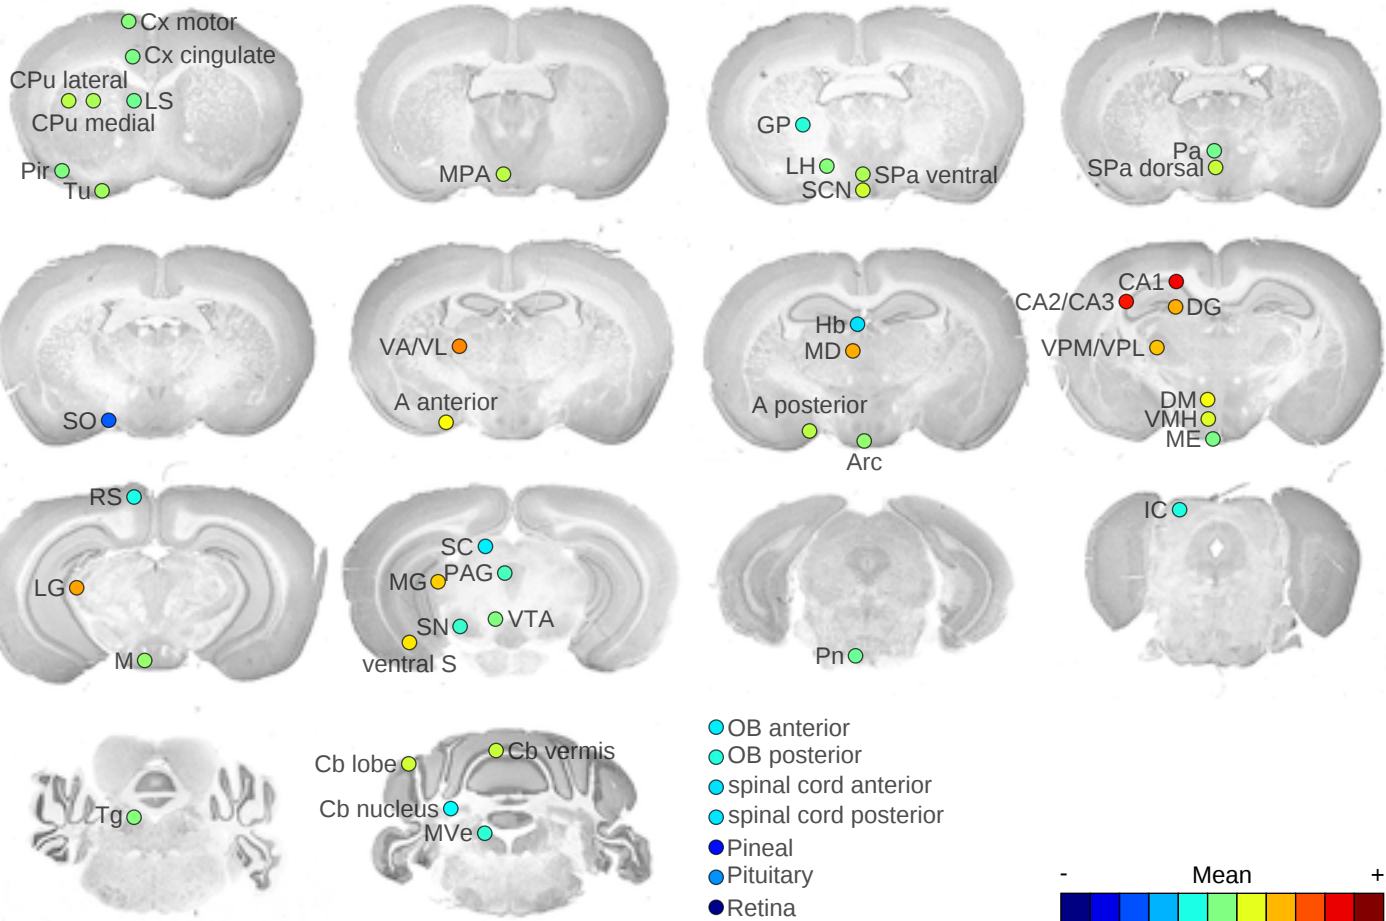 Cx motor
Cx cingulate
CPu lateral
LS
CPu medial
Pir
Tu
MPA
GP
LH
SPa ventral
SCN
Pa
SPa dorsal
SO
VA/VL
A anterior
Hb
MD
A posterior
Arc
CA1
CA2/CA3
DG
VPM/VPL
DM
VMH
ME
RS
LG
M
SC
PAG
MG
VTA
SN
ventral S
Pn
IC
Tg
Cb vermis
Cb lobe
Cb nucleus
MVe
OB anterior
OB posterior
spinal cord anterior
spinal cord posterior
Pineal
Pituitary
Retina
- Mean +